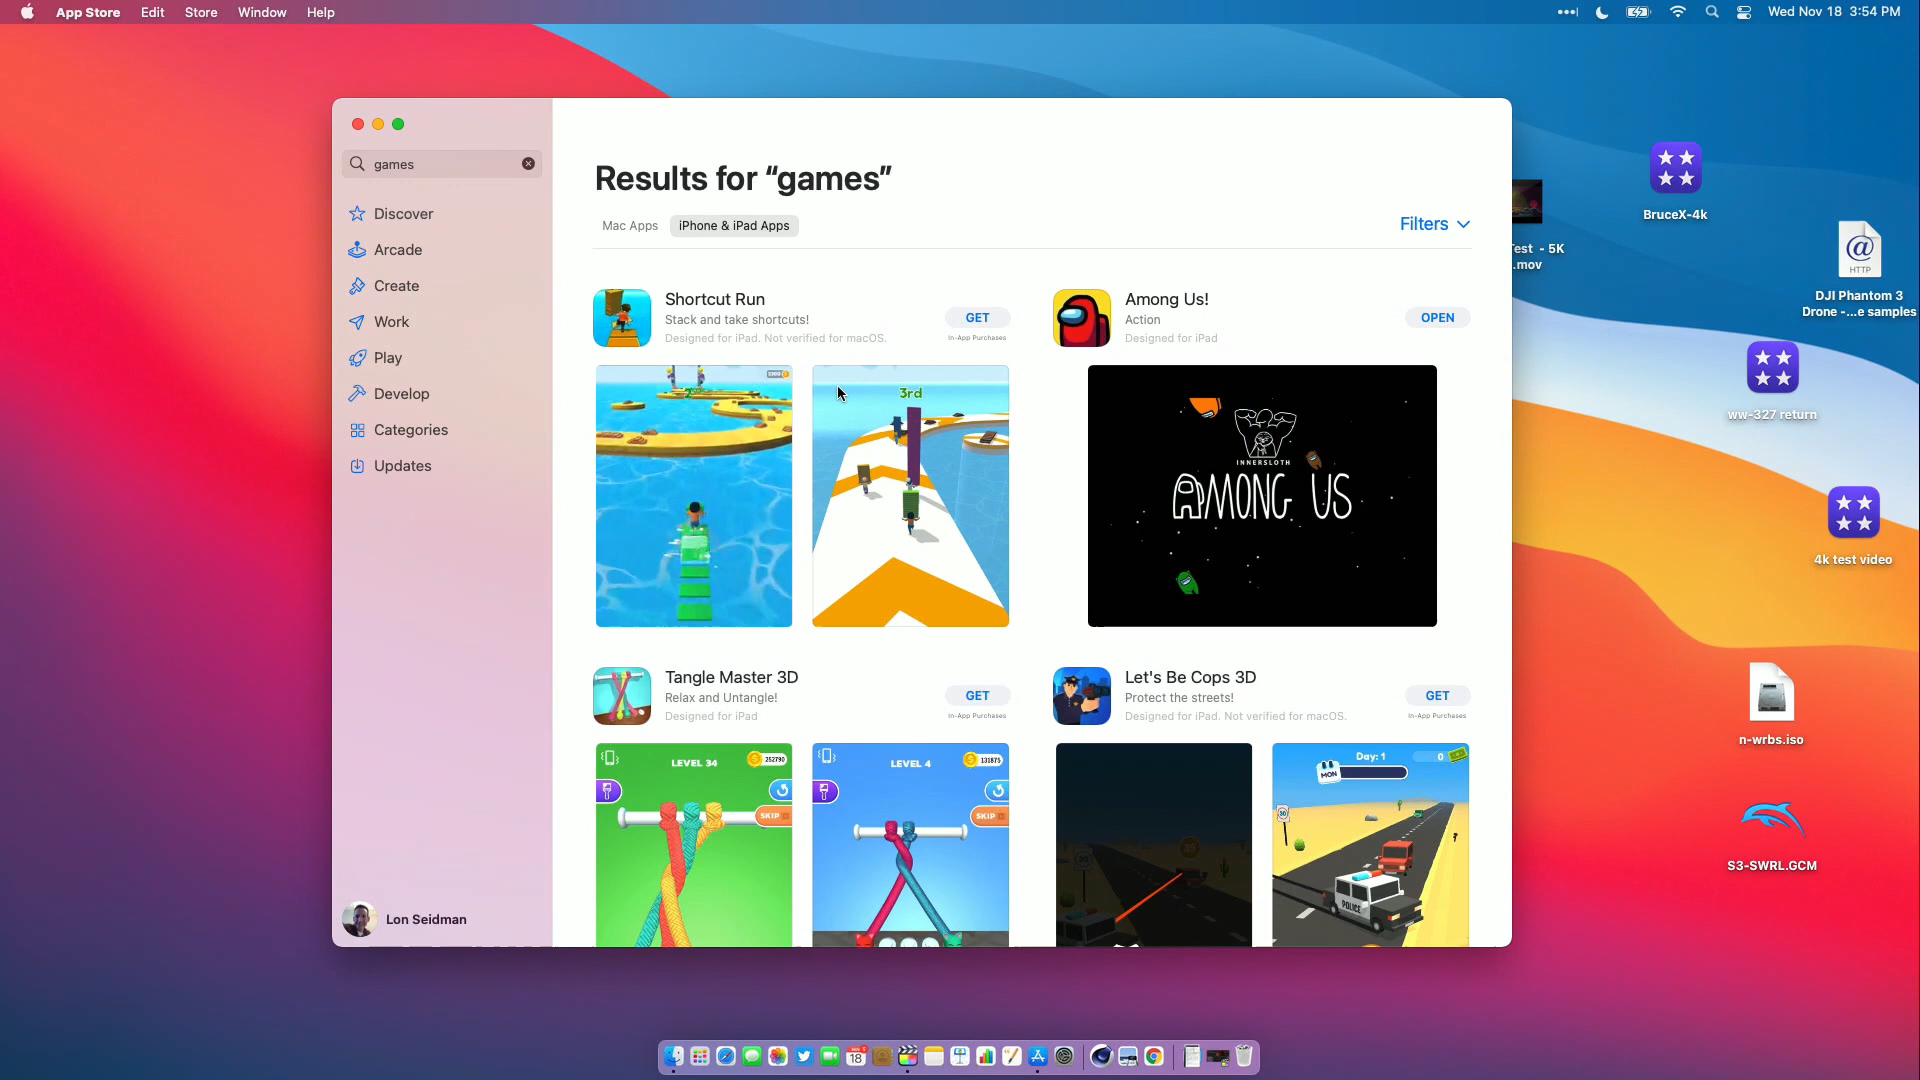 App Store Edit Store Window Help
Wed Nov 18 3:54 PM
games
Discover
Arcade
Create
Work
Play
Develop
Categories
Updates
Lon Seidman
Results for “games”
Mac Apps
iPhone & iPad Apps
Filters
Shortcut Run
Stack and take shortcuts!
Designed for iPad. Not verified for macOS.
GET
In-App Purchases
3rd
Among Us!
Action
Designed for iPad
OPEN
INNERSLOTH
AMONG US
Tangle Master 3D
Relax and Untangle!
Designed for iPad
GET
In-App Purchases
LEVEL 34
252790
SKIP
LEVEL 4
131875
SKIP
Let's Be Cops 3D
Protect the streets!
Designed for iPad. Not verified for macOS.
GET
In-App Purchases
Day: 1
0
MON
30
POLICE
BruceX-4k
Test - 5K
.mov
HTTP
DJI Phantom 3
Drone -...e samples
ww-327 return
4k test video
n-wrbs.iso
S3-SWRL.GCM
18